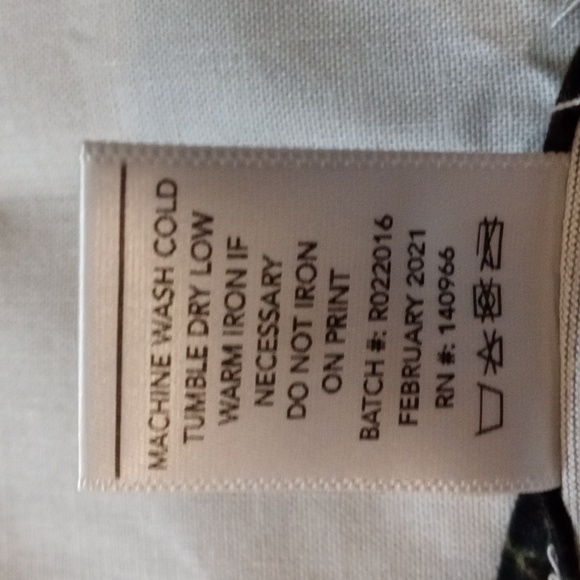 MACHINE WASH COLD
TUMBLE DRY LOW
WARM IRON IF
NECESSARY
DO NOT IRON
ON PRINT
BATCH #: R022016
FEBRUARY 2021
RN #: 140966